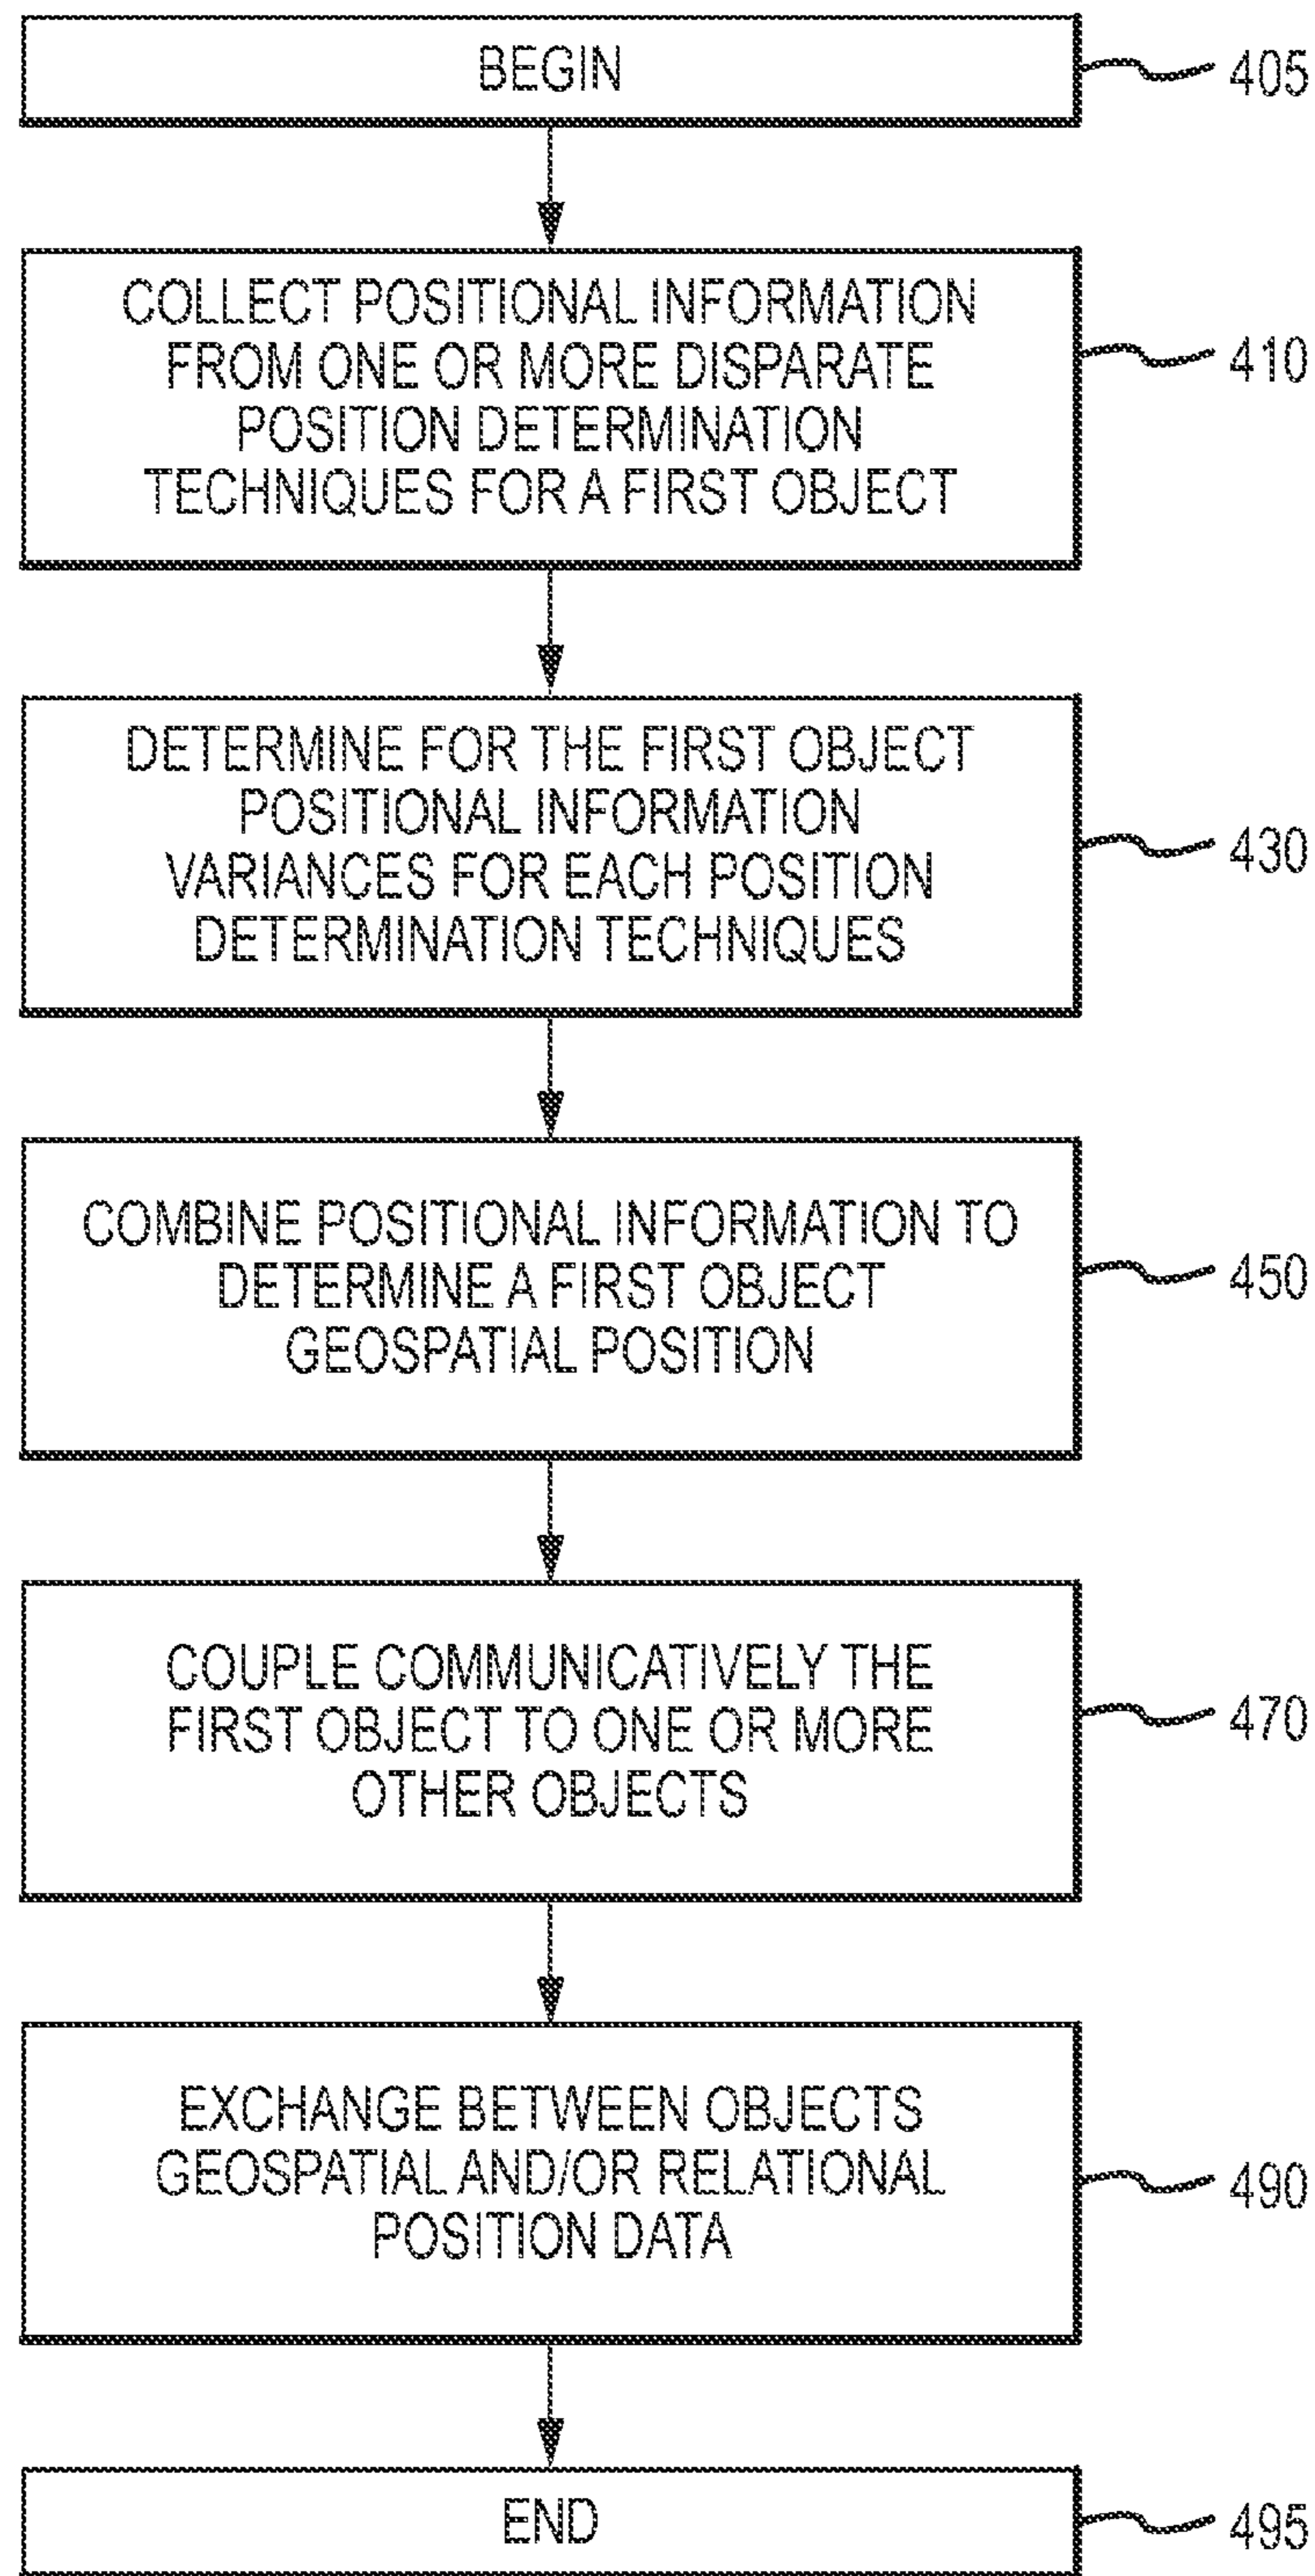 BEGIN
405
COLLECT POSITIONAL INFORMATION
FROM ONE OR MORE DISPARATE
POSITION DETERMINATION
TECHNIQUES FOR A FIRST OBJECT
410
DETERMINE FOR THE FIRST OBJECT
POSITIONAL INFORMATION
VARIANCES FOR EACH POSITION
DETERMINATION TECHNIQUES
430
COMBINE POSITIONAL INFORMATION TO
DETERMINE A FIRST OBJECT
GEOSPATIAL POSITION
450
COUPLE COMMUNICATIVELY THE
FIRST OBJECT TO ONE OR MORE
OTHER OBJECTS
470
EXCHANGE BETWEEN OBJECTS
GEOSPATIAL AND/OR RELATIONAL
POSITION DATA
490
END
495